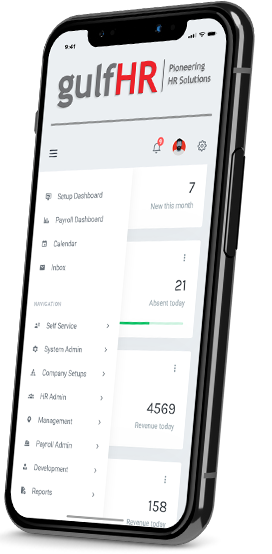 9:41
gulfHR Pioneering
HR Solutions
7
New this month
Setup Dashboard
Payroll Dashboard
Calendar
Inbox
21
Absent today
NAVIGATION
Self Service
System Admin
Company Setups
HR Admin
Management
Payroll Admin
Development
Reports
4569
Revenue today
158
Revenue today